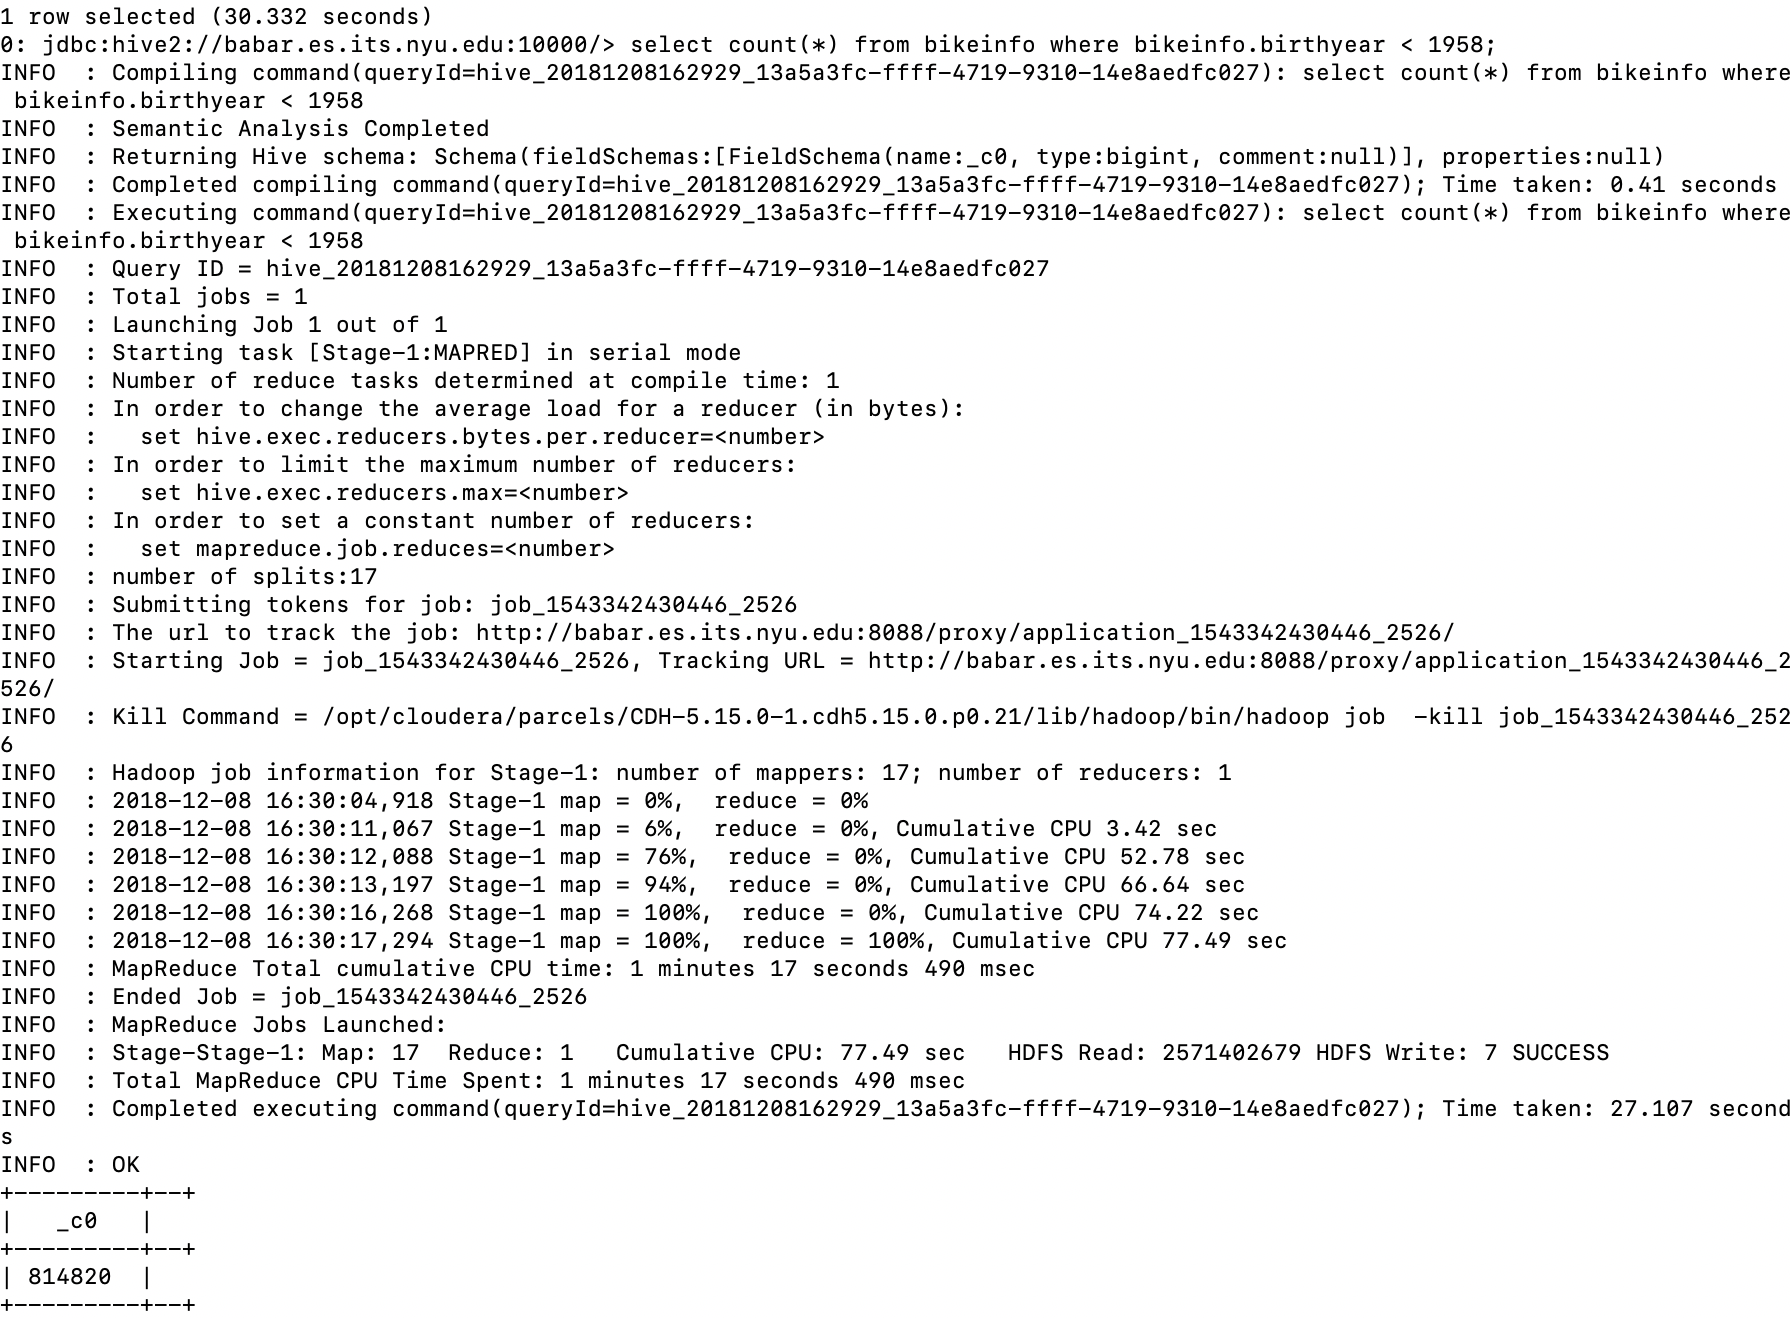 1 row selected (30.332 seconds)
0: jdbc:hive2://babar.es.its.nyu.edu:10000/> select count(*) from bikeinfo where bikeinfo.birthyear < 1958;
INFO  : Compiling command(queryId=hive_20181208162929_13a5a3fc-ffff-4719-9310-14e8aedfc027): select count(*) from bikeinfo where
 bikeinfo.birthyear < 1958
INFO  : Semantic Analysis Completed
INFO  : Returning Hive schema: Schema(fieldSchemas:[FieldSchema(name:_c0, type:bigint, comment:null)], properties:null)
INFO  : Completed compiling command(queryId=hive_20181208162929_13a5a3fc-ffff-4719-9310-14e8aedfc027); Time taken: 0.41 seconds
INFO  : Executing command(queryId=hive_20181208162929_13a5a3fc-ffff-4719-9310-14e8aedfc027): select count(*) from bikeinfo where
 bikeinfo.birthyear < 1958
INFO  : Query ID = hive_20181208162929_13a5a3fc-ffff-4719-9310-14e8aedfc027
INFO  : Total jobs = 1
INFO  : Launching Job 1 out of 1
INFO  : Starting task [Stage-1:MAPRED] in serial mode
INFO  : Number of reduce tasks determined at compile time: 1
INFO  : In order to change the average load for a reducer (in bytes):
INFO  :   set hive.exec.reducers.bytes.per.reducer=<number>
INFO  : In order to limit the maximum number of reducers:
INFO  :   set hive.exec.reducers.max=<number>
INFO  : In order to set a constant number of reducers:
INFO  :   set mapreduce.job.reduces=<number>
INFO  : number of splits:17
INFO  : Submitting tokens for job: job_1543342430446_2526
INFO  : The url to track the job: http://babar.es.its.nyu.edu:8088/proxy/application_1543342430446_2526/
INFO  : Starting Job = job_1543342430446_2526, Tracking URL = http://babar.es.its.nyu.edu:8088/proxy/application_1543342430446_2
526/
INFO  : Kill Command = /opt/cloudera/parcels/CDH-5.15.0-1.cdh5.15.0.p0.21/lib/hadoop/bin/hadoop job  -kill job_1543342430446_252
6
INFO  : Hadoop job information for Stage-1: number of mappers: 17; number of reducers: 1
INFO  : 2018-12-08 16:30:04,918 Stage-1 map = 0%,  reduce = 0%
INFO  : 2018-12-08 16:30:11,067 Stage-1 map = 6%,  reduce = 0%, Cumulative CPU 3.42 sec
INFO  : 2018-12-08 16:30:12,088 Stage-1 map = 76%,  reduce = 0%, Cumulative CPU 52.78 sec
INFO  : 2018-12-08 16:30:13,197 Stage-1 map = 94%,  reduce = 0%, Cumulative CPU 66.64 sec
INFO  : 2018-12-08 16:30:16,268 Stage-1 map = 100%,  reduce = 0%, Cumulative CPU 74.22 sec
INFO  : 2018-12-08 16:30:17,294 Stage-1 map = 100%,  reduce = 100%, Cumulative CPU 77.49 sec
INFO  : MapReduce Total cumulative CPU time: 1 minutes 17 seconds 490 msec
INFO  : Ended Job = job_1543342430446_2526
INFO  : MapReduce Jobs Launched:
INFO  : Stage-Stage-1: Map: 17  Reduce: 1   Cumulative CPU: 77.49 sec   HDFS Read: 2571402679 HDFS Write: 7 SUCCESS
INFO  : Total MapReduce CPU Time Spent: 1 minutes 17 seconds 490 msec
INFO  : Completed executing command(queryId=hive_20181208162929_13a5a3fc-ffff-4719-9310-14e8aedfc027); Time taken: 27.107 second
s
INFO  : OK
+---------+--+
|   _c0   |
+---------+--+
| 814820  |
+---------+--+